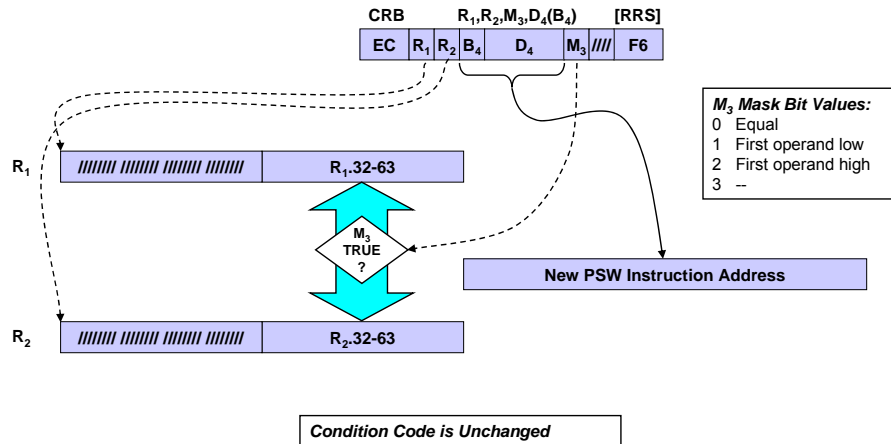 CRB R₁,R₂,M₃,D₄(B₄) [RRS]
EC R₁ R₂ B₄ D₄ M₃ //// F6
M₃ Mask Bit Values:
0 Equal
1 First operand low
2 First operand high
3 --
R₁ //////// //////// //////// //////// R₁.32-63
M₃
TRUE
?
New PSW Instruction Address
R₂ //////// //////// //////// //////// R₂.32-63
Condition Code is Unchanged